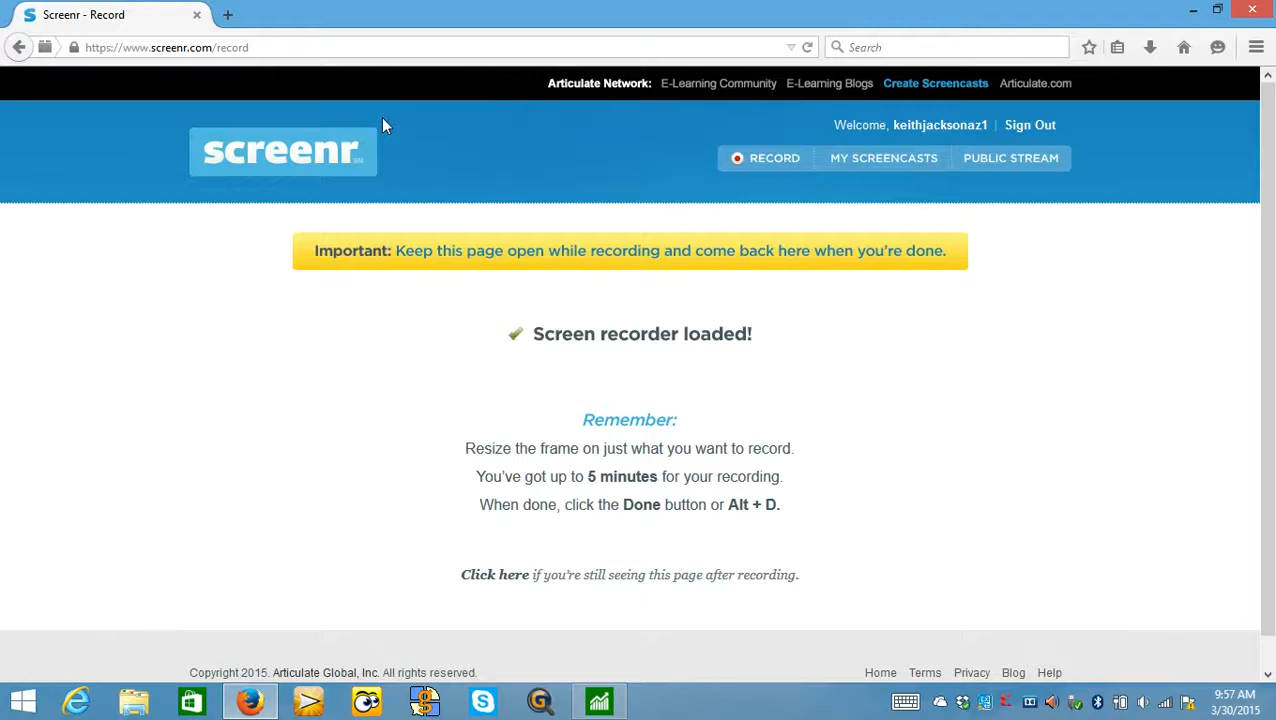 Screenr - Record
https://www.screenr.com/record
Search
Articulate Network: E-Learning Community E-Learning Blogs Create Screencasts Articulate.com
Welcome, keithjacksonaz1 | Sign Out
screenr
RECORD MY SCREENCASTS PUBLIC STREAM
Important: Keep this page open while recording and come back here when you're done.
Screen recorder loaded!
Remember:
Resize the frame on just what you want to record.
You've got up to 5 minutes for your recording.
When done, click the Done button or Alt + D.
Click here if you're still seeing this page after recording.
Copyright 2015. Articulate Global, Inc. All rights reserved.
Home Terms Privacy Blog Help
9:57 AM
3/30/2015